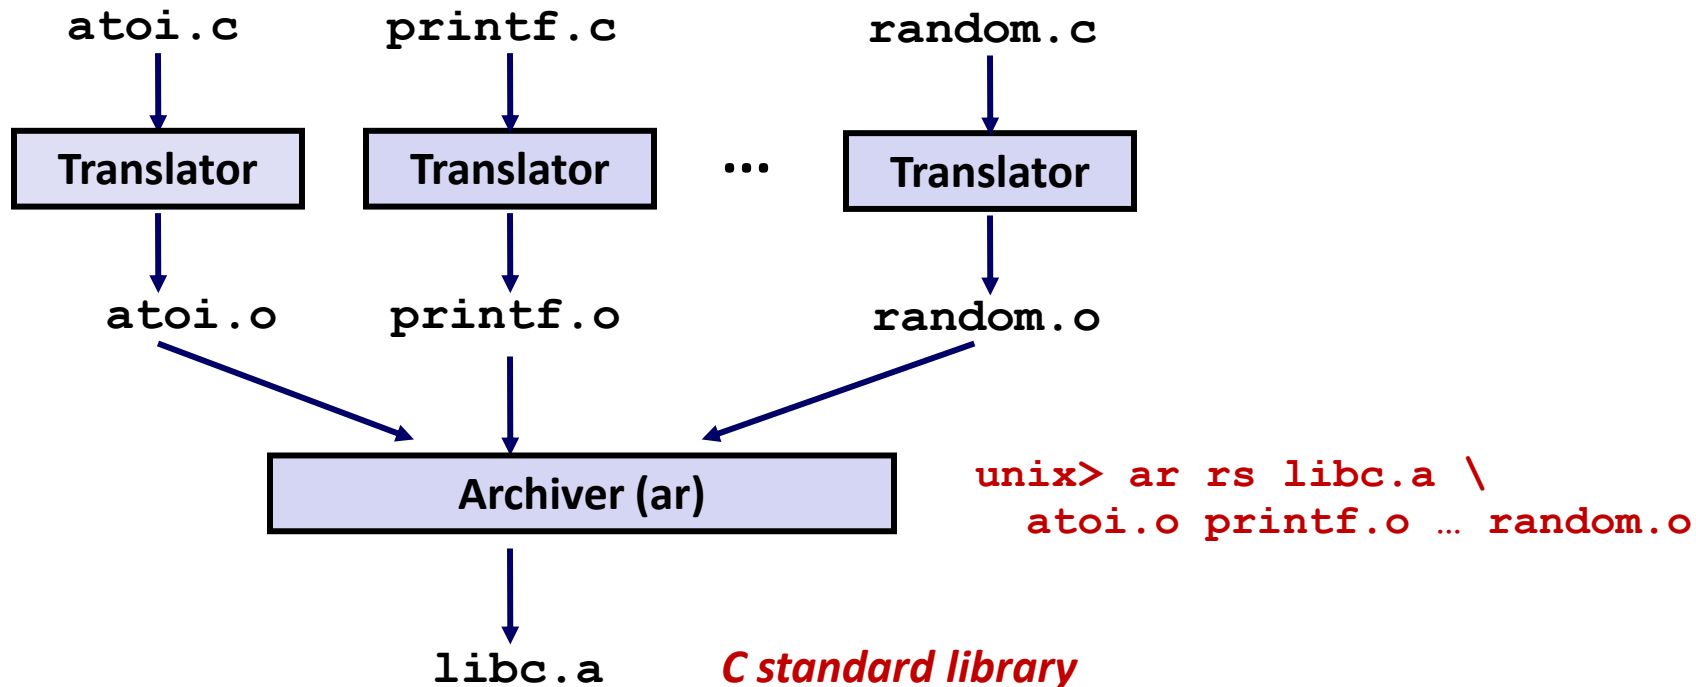 atoi.c printf.c random.c
Translator Translator ... Translator
atoi.o printf.o random.o
Archiver (ar)
unix> ar rs libc.a \
atoi.o printf.o … random.o
libc.a C standard library